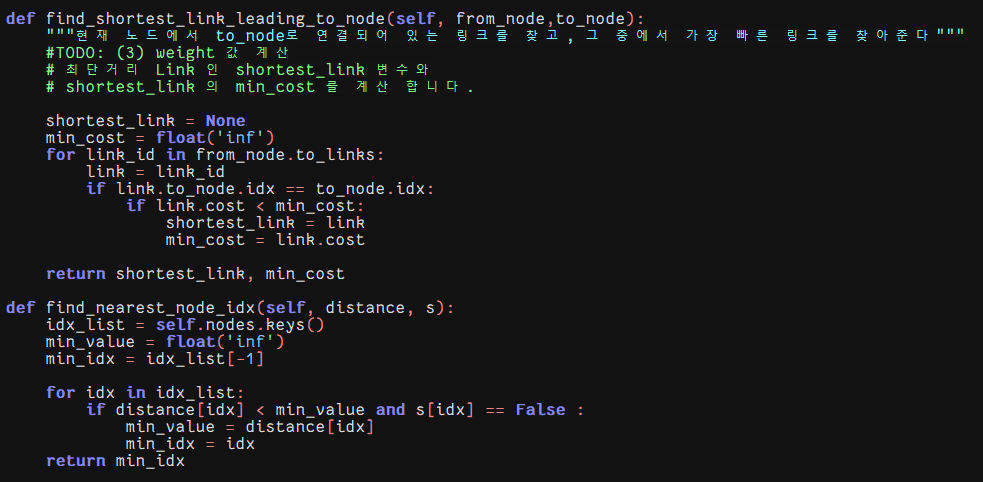 def find_shortest_link_leading_to_node(self, from_node,to_node):
    """현재 노드에서 to_node로 연결되어 있는 링크를 찾고, 그 중에서 가장 빠른 링크를 찾아준다"""
    #TODO: (3) weight 값 계산
    # 최단거리 Link 인 shortest_link 변수와
    # shortest_link 의 min_cost 를 계산 합니다.
    shortest_link = None
    min_cost = float('inf')
    for link_id in from_node.to_links:
        link = link_id
        if link.to_node.idx == to_node.idx:
            if link.cost < min_cost:
                shortest_link = link
                min_cost = link.cost
    return shortest_link, min_cost
def find_nearest_node_idx(self, distance, s):
    idx_list = self.nodes.keys()
    min_value = float('inf')
    min_idx = idx_list[-1]
    for idx in idx_list:
        if distance[idx] < min_value and s[idx] == False :
            min_value = distance[idx]
            min_idx = idx
    return min_idx